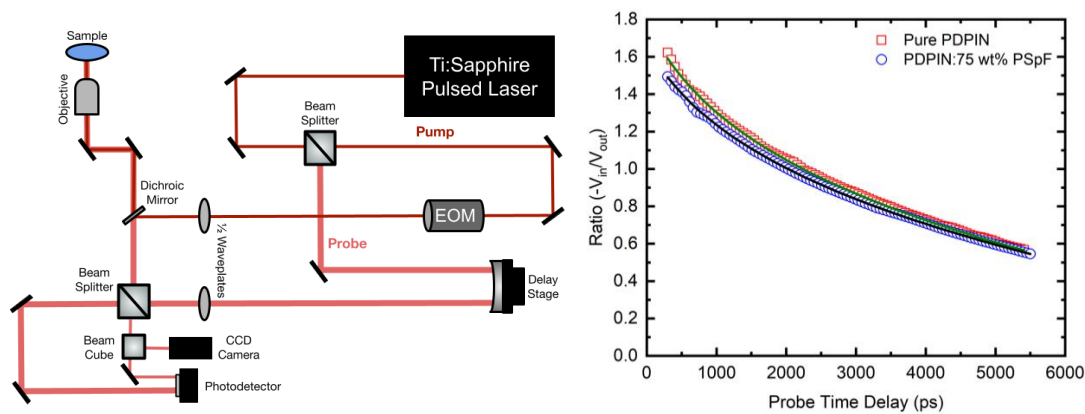 Sample
Objective
Ti:Sapphire
Pulsed Laser
Beam
Splitter
Pump
Dichroic
Mirror
EOM
½ Waveplates
Probe
Beam
Splitter
Delay
Stage
Beam
Cube
CCD
Camera
Photodetector
Ratio (-V_in/V_out)
1.8
1.6
1.4
1.2
1.0
0.8
0.6
0.4
0.2
0.0
Pure PDPIN
PDPIN:75 wt% PSpF
0 1000 2000 3000 4000 5000 6000
Probe Time Delay (ps)